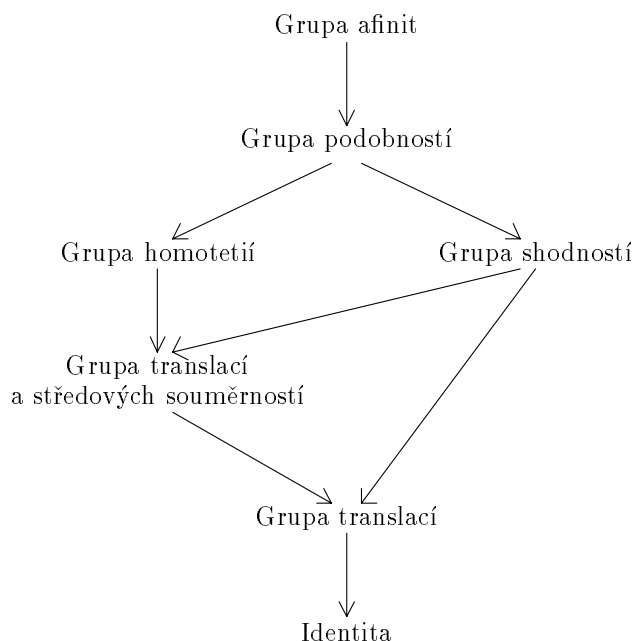 Grupa afinit
Grupa podobností
Grupa homotetií
Grupa shodností
Grupa translací
a středových souměrností
Grupa translací
Identita